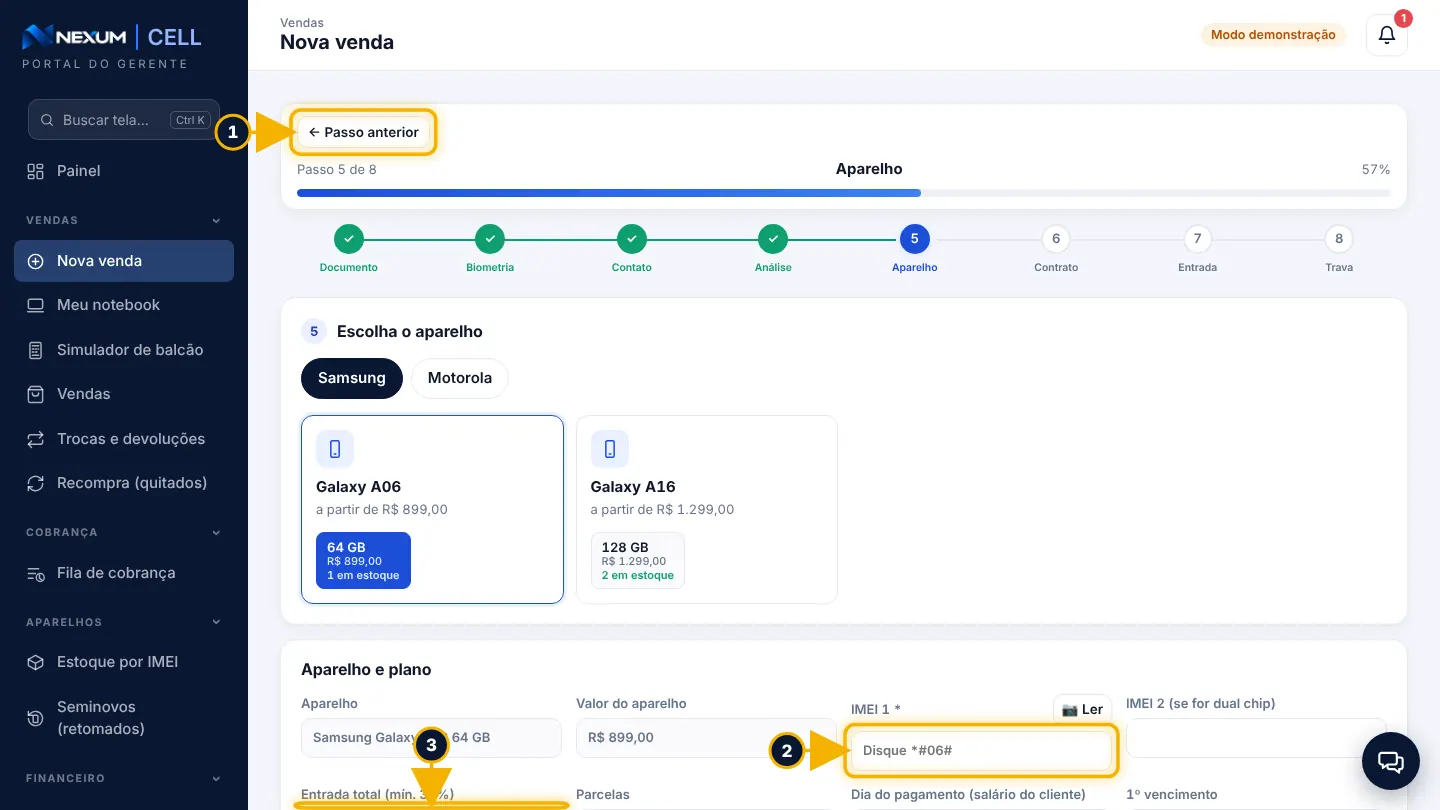 NEXUM | CELL
PORTAL DO GERENTE
Buscar tela... Ctrl K
Painel
VENDAS
Nova venda
Meu notebook
Simulador de balcão
Vendas
Trocas e devoluções
Recompra (quitados)
COBRANÇA
Fila de cobrança
APARELHOS
Estoque por IMEI
Seminovos
(retomados)
FINANCEIRO
Vendas
Nova venda
Modo demonstração
1
1
← Passo anterior
Passo 5 de 8
Aparelho
57%
5
6
7
8
Documento
Biometria
Contato
Análise
Aparelho
Contrato
Entrada
Trava
5 Escolha o aparelho
Samsung
Motorola
Galaxy A06
a partir de R$ 899,00
64 GB
R$ 899,00
1 em estoque
Galaxy A16
a partir de R$ 1.299,00
128 GB
R$ 1.299,00
2 em estoque
Aparelho e plano
Aparelho
Samsung Galaxy 64 GB
Valor do aparelho
R$ 899,00
IMEI 1 *
Ler
2
Disque *#06#
IMEI 2 (se for dual chip)
3
Entrada total (mín.
Parcelas
Dia do pagamento (salário do cliente)
1º vencimento